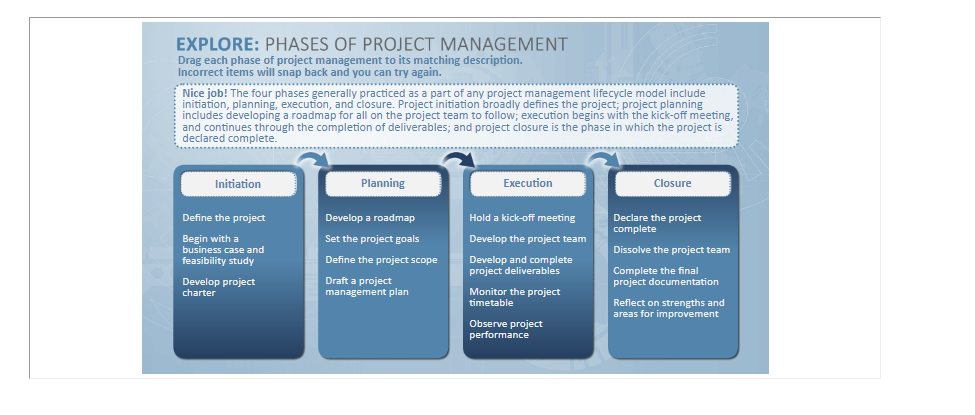 EXPLORE: PHASES OF PROJECT MANAGEMENT
Drag each phase of project management to its matching description.
Incorrect items will snap back and you can try again.
Nice job! The four phases generally practiced as a part of any project management lifecycle model include
initiation, planning, execution, and closure. Project initiation broadly defines the project; project planning
includes developing a roadmap for all on the project team to follow; execution begins with the kick-off meeting,
and continues through the completion of deliverables; and project closure is the phase in which the project is
declared complete.
Initiation
Define the project
Begin with a
business case and
feasibility study
Develop project
charter
Planning
Develop a roadmap
Set the project goals
Define the project scope
Draft a project
management plan
Execution
Hold a kick-off meeting
Develop the project team
Develop and complete
project deliverables
Monitor the project
timetable
Observe project
performance
Closure
Declare the project
complete
Dissolve the project team
Complete the final
project documentation
Reflect on strengths and
areas for improvement